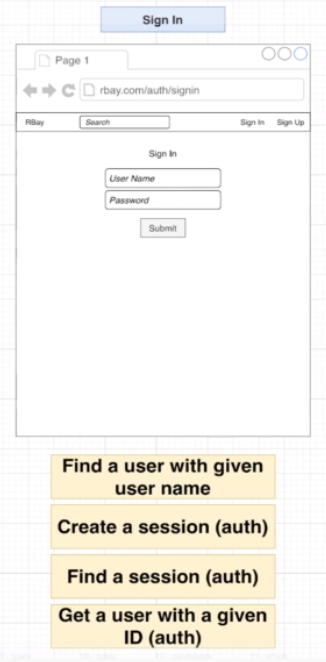 Sign In
Page 1
rbay.com/auth/signin
RBay Search Sign In Sign Up
Sign In
User Name
Password
Submit
Find a user with given
user name
Create a session (auth)
Find a session (auth)
Get a user with a given
ID (auth)